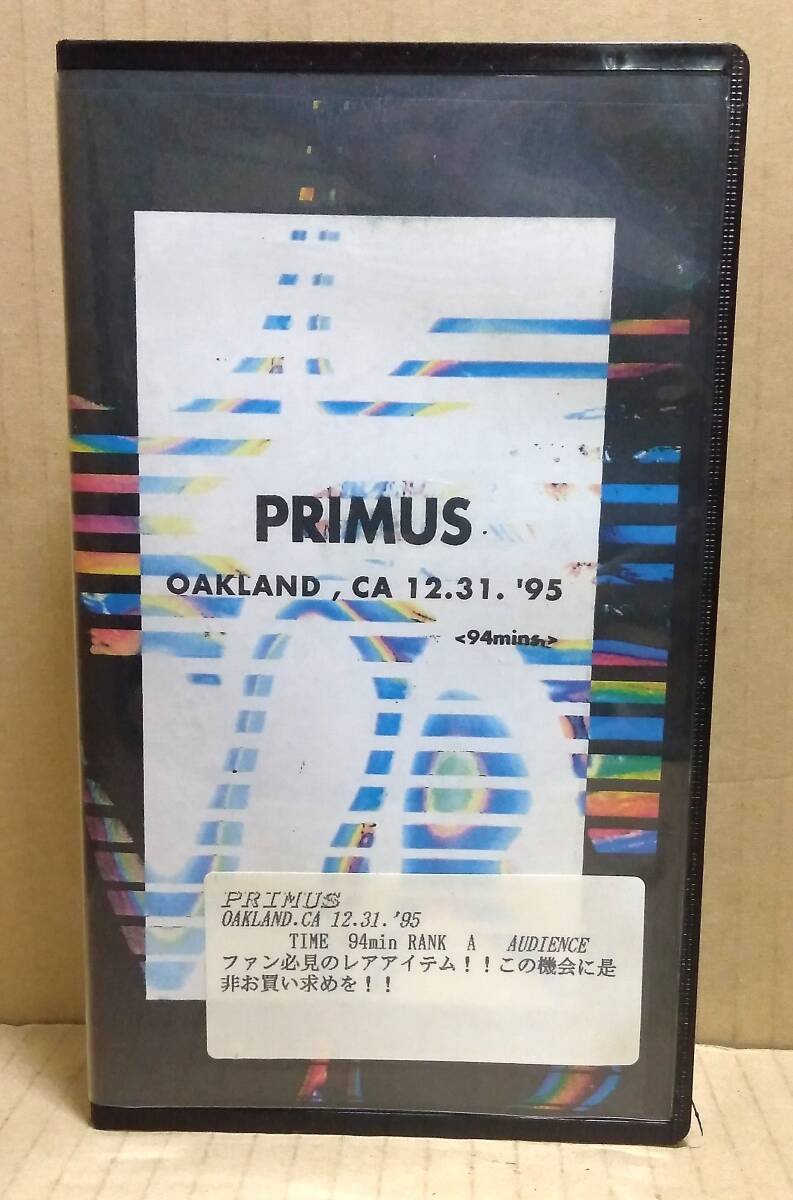 PRIMUS
OAKLAND , CA 12.31. '95
<94mins.>
PRIMUS
OAKLAND.CA 12.31.'95
TIME 94min RANK A AUDIENCE
ファン必見のレアアイテム！！この機会に是
非お買い求めを！！